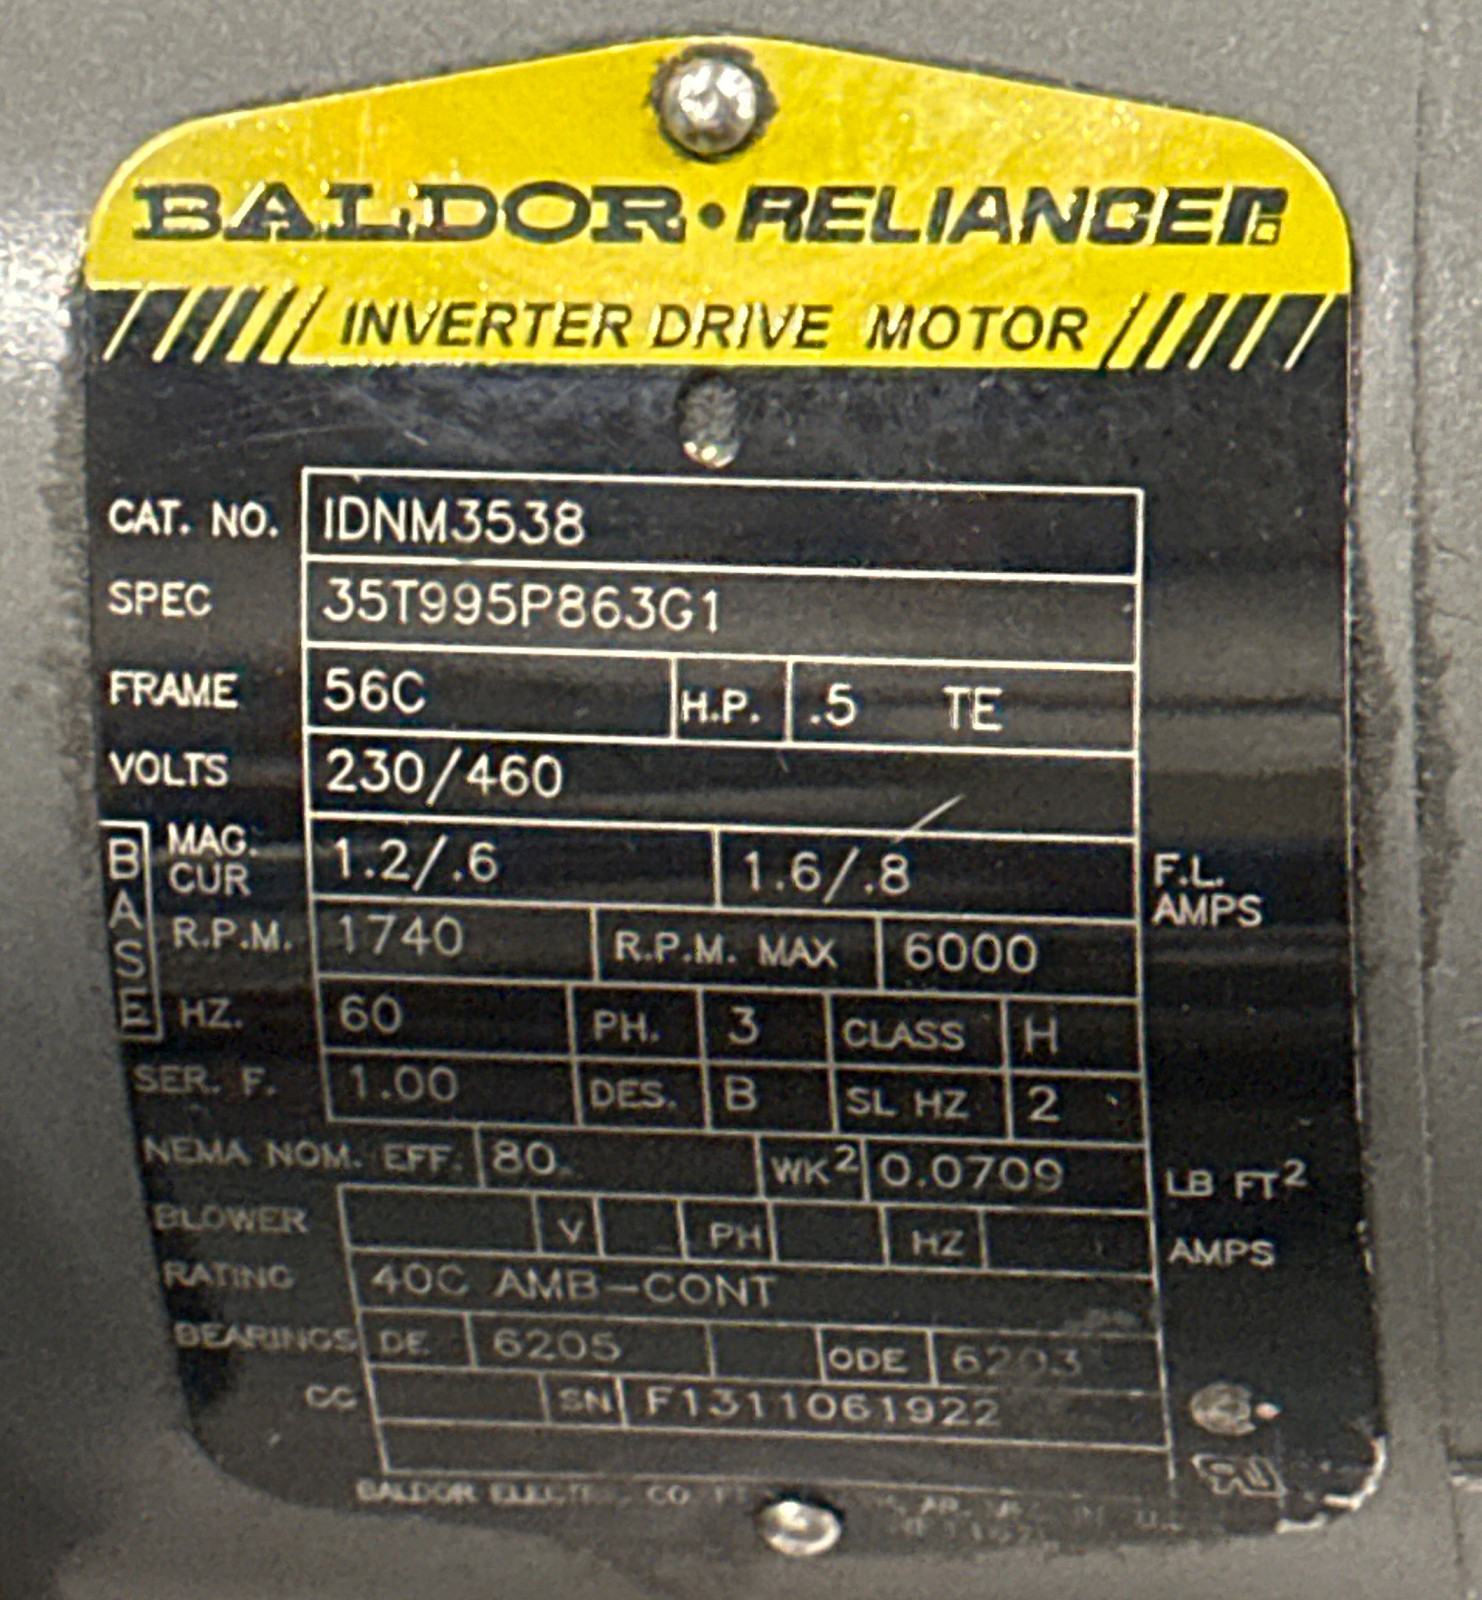 BALDOR • RELIANCER
INVERTER DRIVE MOTOR
CAT. NO. IDNM3538
SPEC 35T995P863G1
FRAME 56C H.P. .5 TE
VOLTS 230/460
BASE
MAG. CUR 1.2/.6 1.6/.8 F.L. AMPS
R.P.M. 1740 R.P.M. MAX 6000
HZ. 60 PH. 3 CLASS H
SER. F. 1.00 DES. B SL HZ 2
NEMA NOM. EFF. 80. WK² 0.0709 LB FT²
BLOWER V PH HZ AMPS
RATING 40C AMB-CONT
BEARINGS DE 6205 ODE 6203
CC SN F1311061922
BALDOR ELECTRIC CO